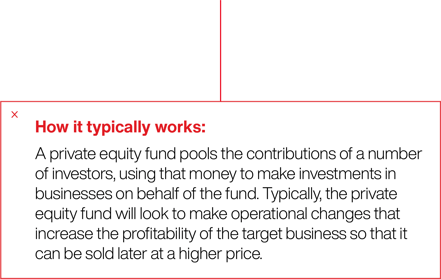 How it typically works:
A private equity fund pools the contributions of a number
of investors, using that money to make investments in
businesses on behalf of the fund. Typically, the private
equity fund will look to make operational changes that
increase the profitability of the target business so that it
can be sold later at a higher price.